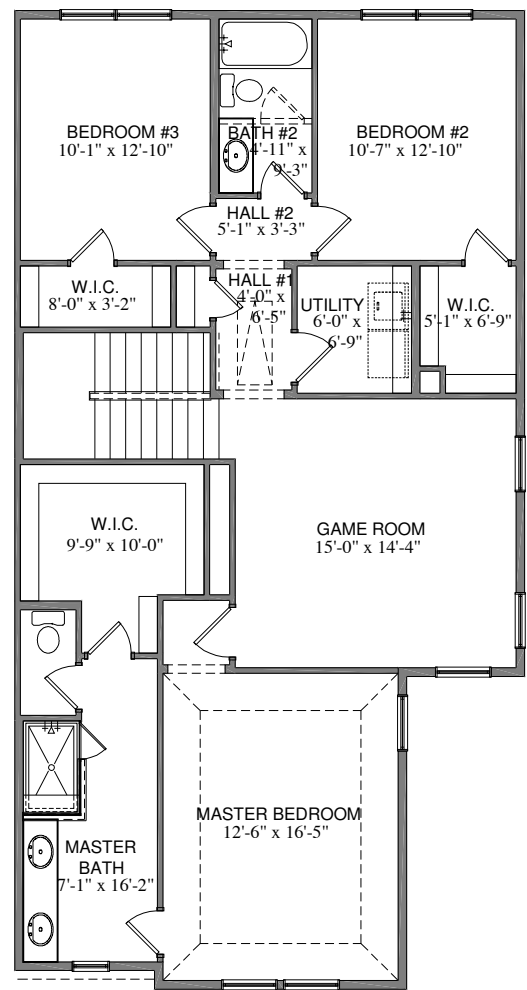 BEDROOM #3
10'-1" x 12'-10"
BATH #2
4'-11" x
9'-3"
BEDROOM #2
10'-7" x 12'-10"
HALL #2
5'-1" x 3'-3"
W.I.C.
8'-0" x 3'-2"
HALL #1
4'-0" x
6'-5"
UTILITY
6'-0" x
6'-9"
W.I.C.
5'-1" x 6'-9"
W.I.C.
9'-9" x 10'-0"
GAME ROOM
15'-0" x 14'-4"
MASTER BEDROOM
12'-6" x 16'-5"
MASTER
BATH
7'-1" x 16'-2"